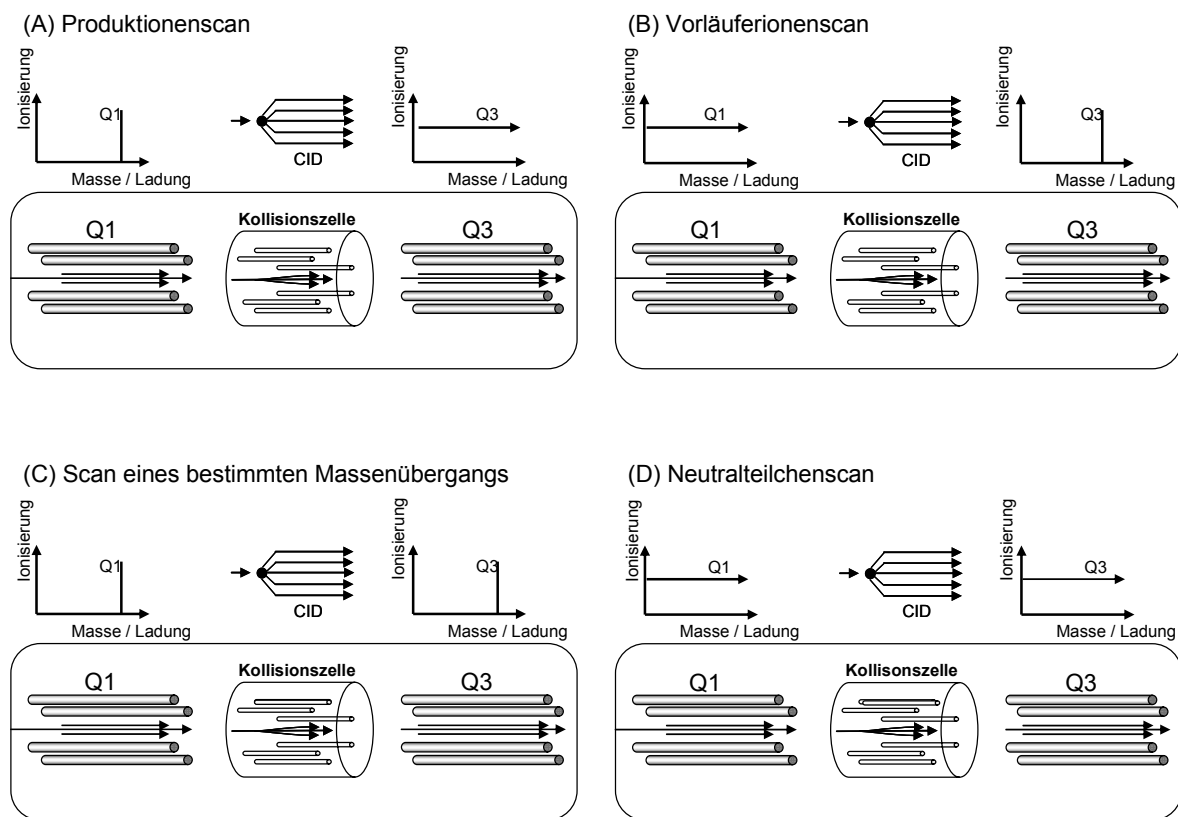 (A) Produktionenscan
Ionisierung
Q1
CID
Ionisierung
Q3
Masse / Ladung
Masse / Ladung
Q1
Kollisionszelle
Q3
(B) Vorläuferionenscan
Ionisierung
Q1
CID
Q3
Masse / Ladung
Masse / Ladung
Q1
Kollisionszelle
Q3
(C) Scan eines bestimmten Massenübergangs
Ionisierung
Q1
CID
Ionisierung
Q3
Masse / Ladung
Masse / Ladung
Q1
Kollisionszelle
Q3
(D) Neutralteilchenscan
Ionisierung
Q1
CID
Ionisierung
Q3
Masse / Ladung
Masse / Ladung
Q1
Kollisonszelle
Q3